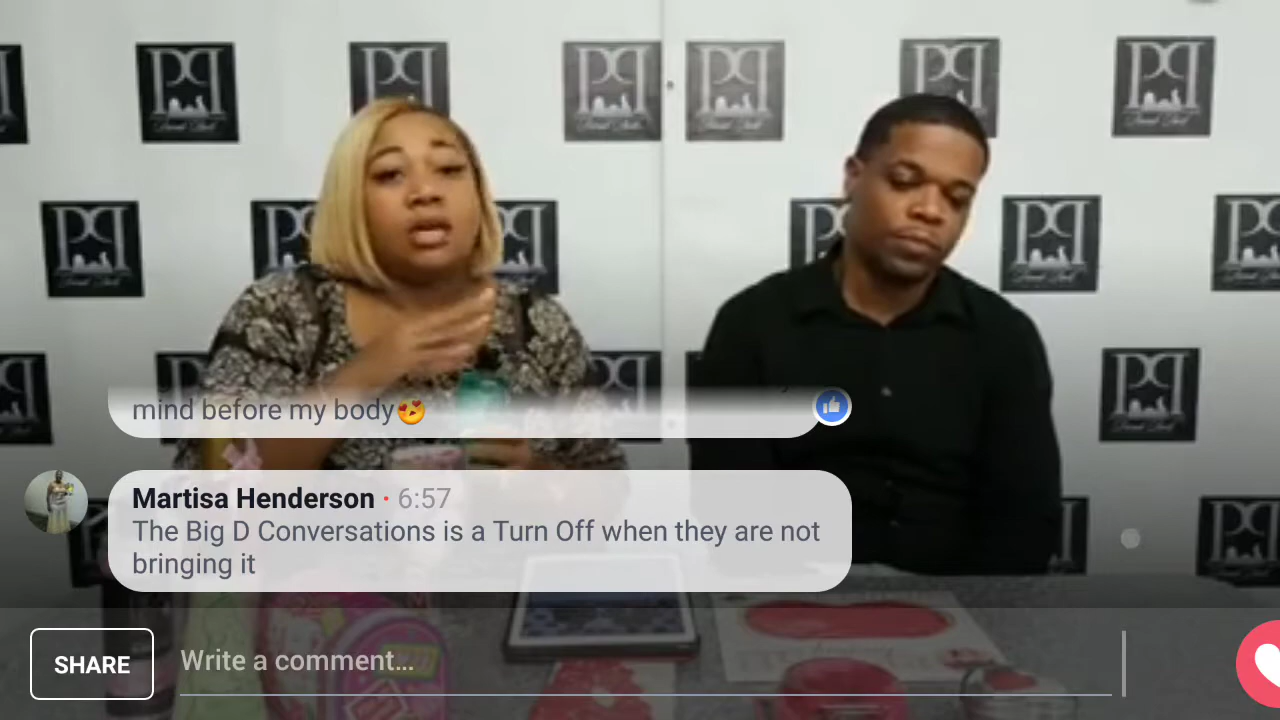 mind before my body😍
Martisa Henderson • 6:57
The Big D Conversations is a Turn Off when they are not
bringing it
SHARE
Write a comment...